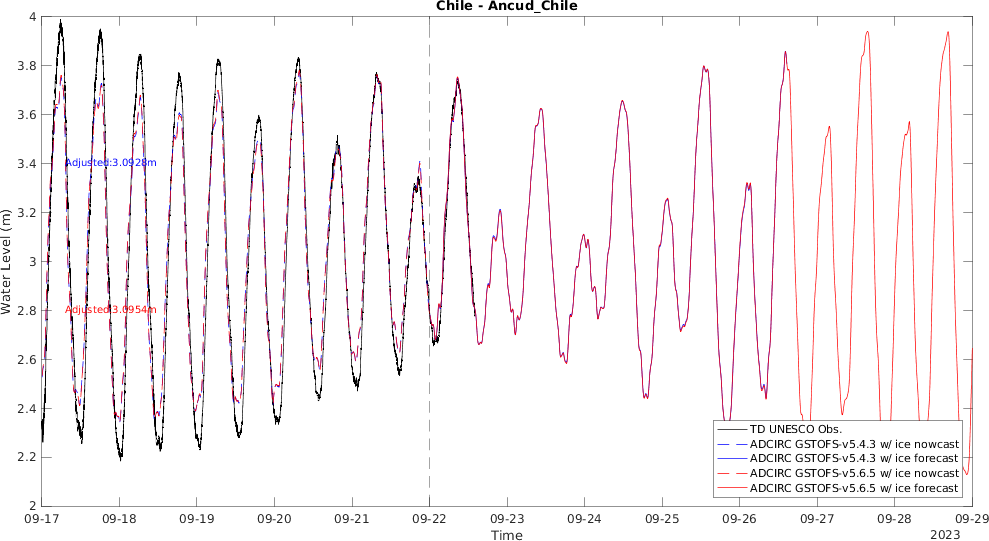 Chile - Ancud_Chile
4
3.8
3.6
3.4
3.2
3
2.8
2.6
2.4
2.2
2
Water Level (m)
Adjusted:3.0928m
Adjusted:3.0954m
TD UNESCO Obs.
ADCIRC GSTOFS-v5.4.3 w/ ice nowcast
ADCIRC GSTOFS-v5.4.3 w/ ice forecast
ADCIRC GSTOFS-v5.6.5 w/ ice nowcast
ADCIRC GSTOFS-v5.6.5 w/ ice forecast
09-17 09-18 09-19 09-20 09-21 09-22 09-23 09-24 09-25 09-26 09-27 09-28 09-29
Time
2023